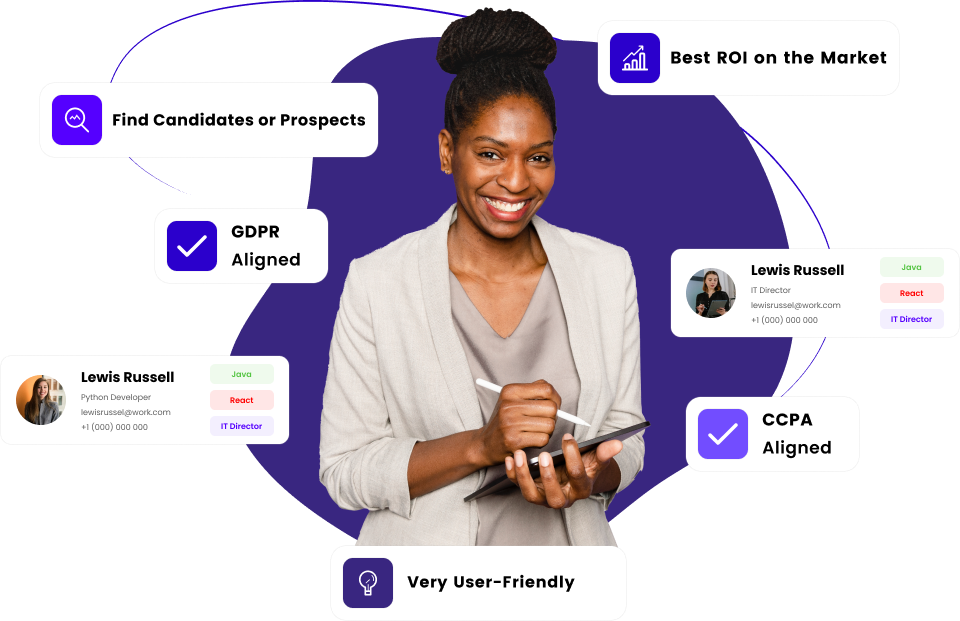 Best ROI on the Market
Find Candidates or Prospects
GDPR
Aligned
Lewis Russell
IT Director
lewisrussel@work.com
+1 (000) 000 000
Java
React
IT Director
Lewis Russell
Python Developer
lewisrussel@work.com
+1 (000) 000 000
Java
React
IT Director
CCPA
Aligned
Very User-Friendly